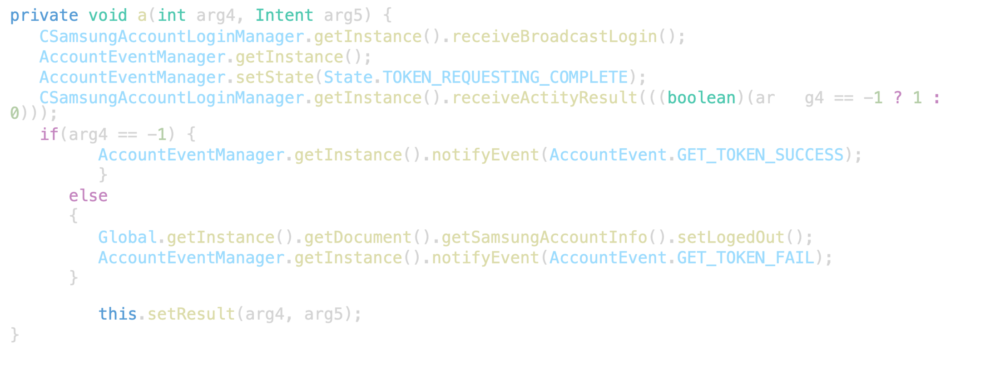 private void a(int arg4, Intent arg5) {
CSamsungAccountLoginManager.getInstance().receiveBroadcastLogin();
AccountEventManager.getInstance();
AccountEventManager.setState(State.TOKEN_REQUESTING_COMPLETE);
CSamsungAccountLoginManager.getInstance().receiveActityResult(((boolean)(ar   g4 == -1 ? 1 :
0)));
if(arg4 == -1) {
AccountEventManager.getInstance().notifyEvent(AccountEvent.GET_TOKEN_SUCCESS);
}
else
{
Global.getInstance().getDocument().getSamsungAccountInfo().setLogedOut();
AccountEventManager.getInstance().notifyEvent(AccountEvent.GET_TOKEN_FAIL);
}
this.setResult(arg4, arg5);
}